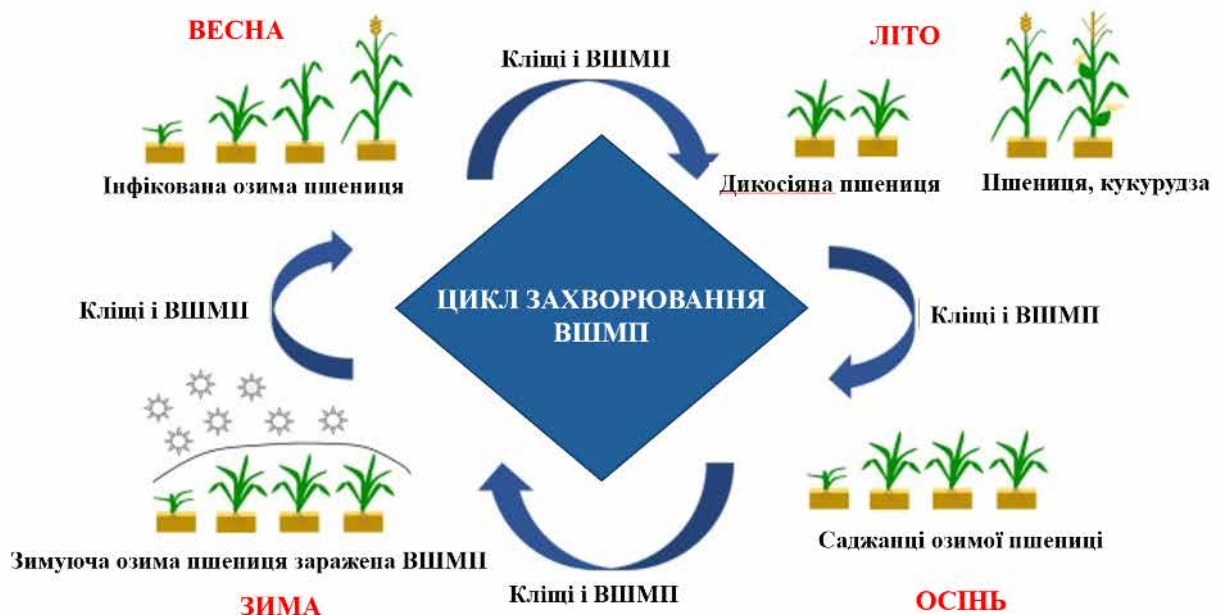 ВЕСНА
ЛІТО
Кліщі і ВШМП
Інфікована озима пшениця
Дикосіяна пшениця
Пшениця, кукурудза
Кліщі і ВШМП
ЦИКЛ ЗАХВОРЮВАННЯ
ВШМП
Кліщі і ВШМП
Саджанці озимої пшениці
Зимуюча озима пшениця заражена ВШМП
Кліщі і ВШМП
ЗИМА
ОСІНЬ